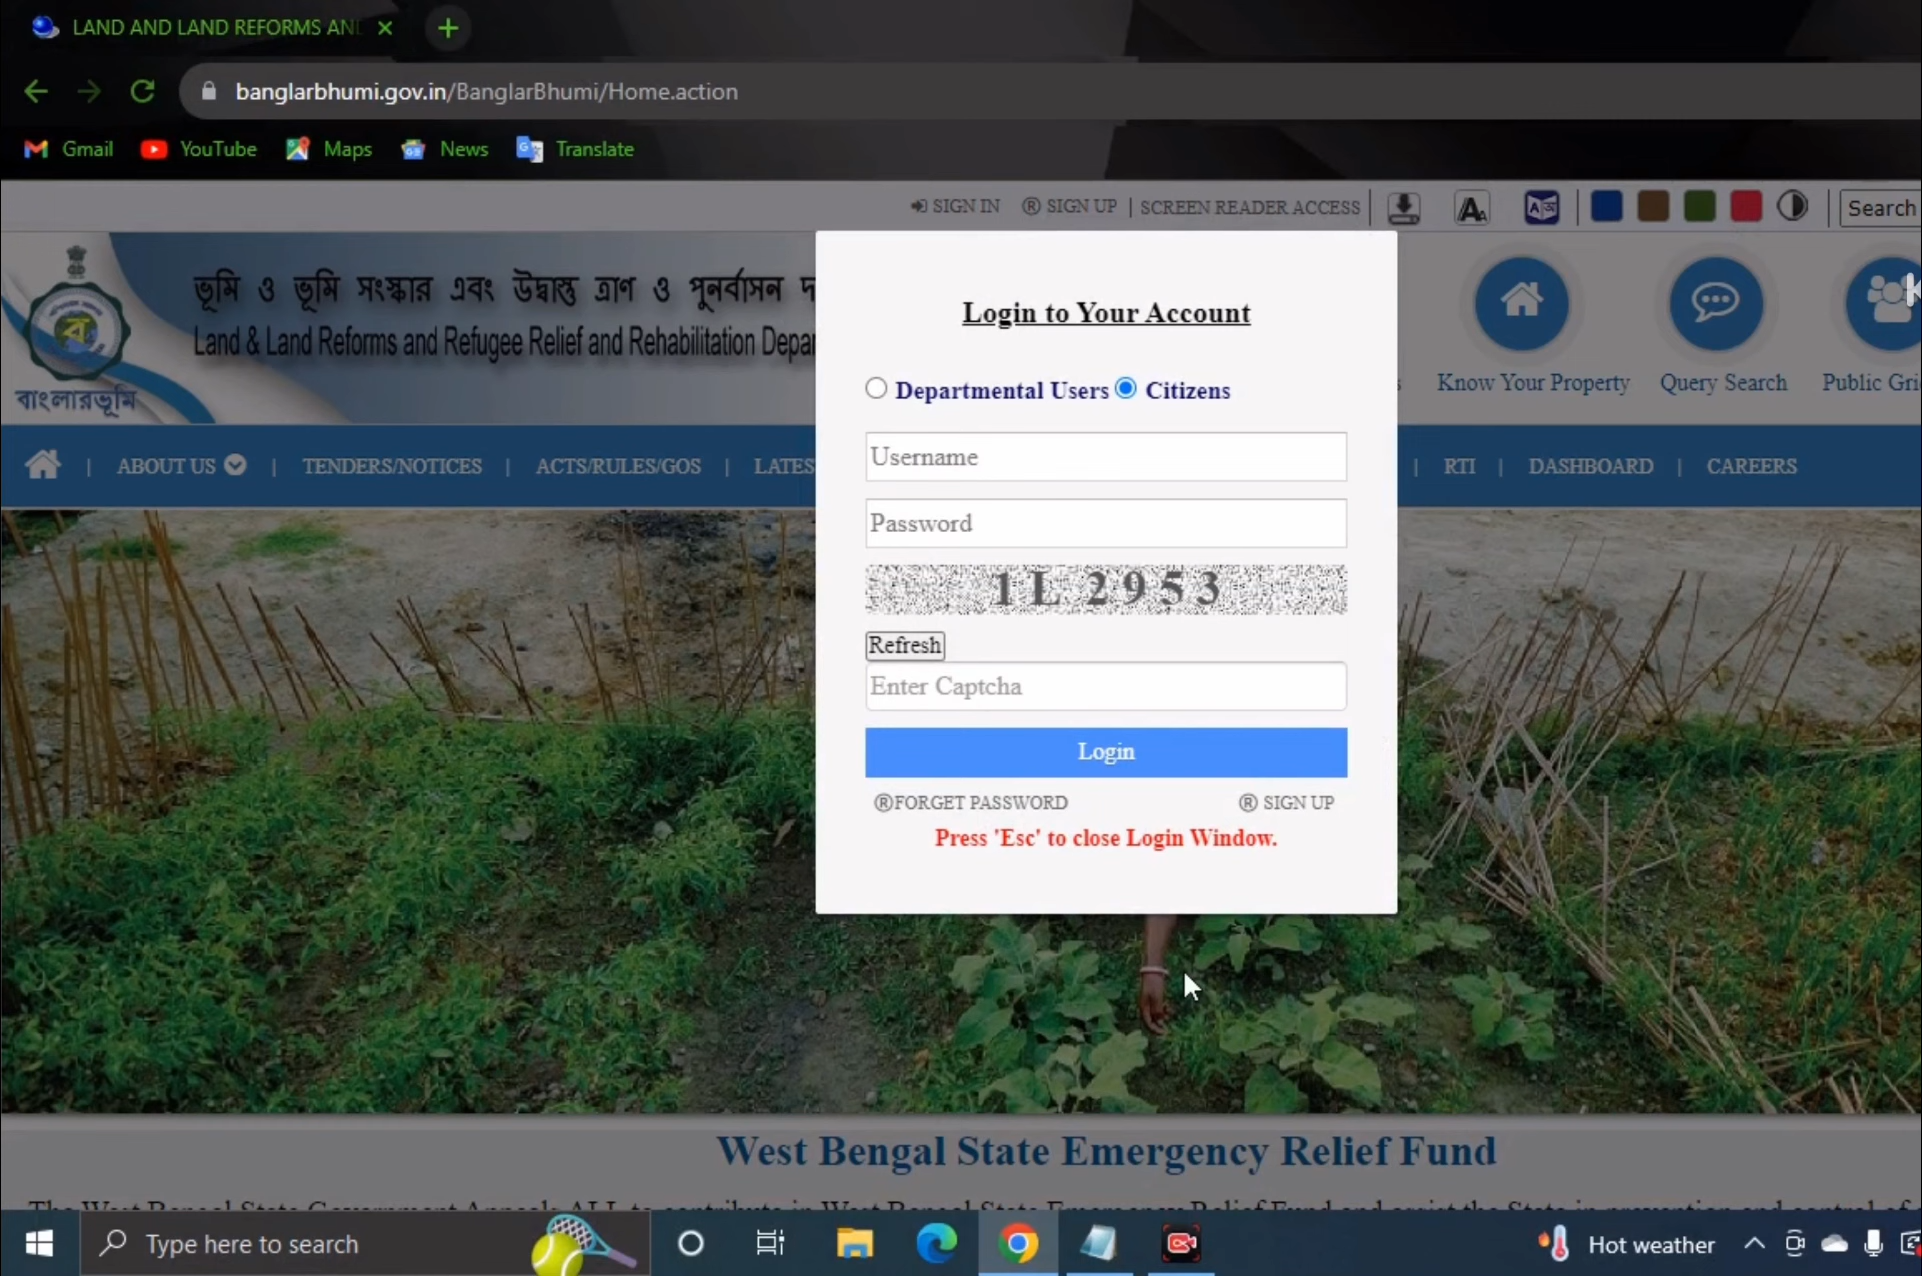 LAND AND LAND REFORMS AND
banglarbhumi.gov.in/BanglarBhumi/Home.action
Gmail YouTube Maps News Translate
SIGN IN ® SIGN UP | SCREEN READER ACCESS Search
ভূমি ও ভূমি সংস্কার এবং উদ্বাস্তু ত্রাণ ও পুনর্বাসন দ
Land & Land Reforms and Refugee Relief and Rehabilitation Depar
বাংলারভূমি
Know Your Property Query Search Public Gri
ABOUT US | TENDERS/NOTICES | ACTS/RULES/GOS | LATES | RTI | DASHBOARD | CAREERS
Login to Your Account
Departmental Users Citizens
Username
Password
1L 2953
Refresh
Enter Captcha
Login
®FORGET PASSWORD ® SIGN UP
Press 'Esc' to close Login Window.
West Bengal State Emergency Relief Fund
Type here to search Hot weather